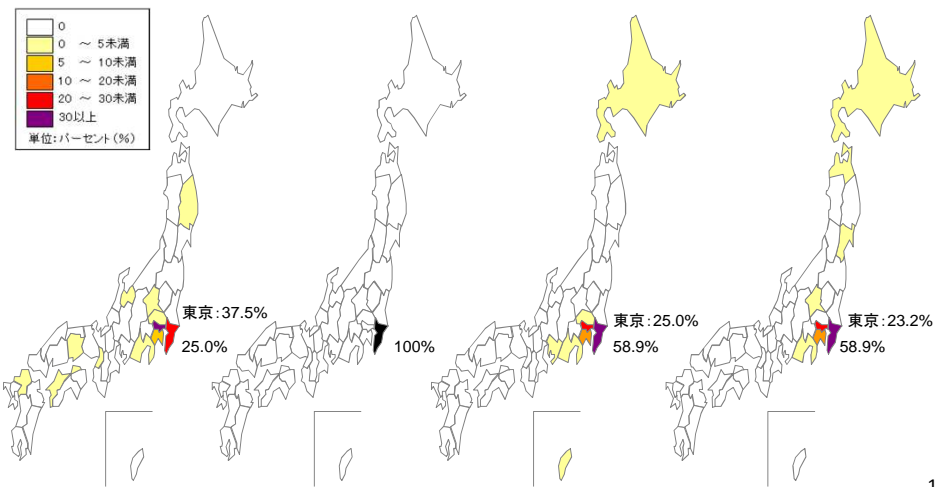 0
0 ～ 5未満
5 ～ 10未満
10 ～ 20未満
20 ～ 30未満
30以上
単位：パーセント（％）
東京：37.5%
25.0%
100%
東京：25.0%
58.9%
東京：23.2%
58.9%
1